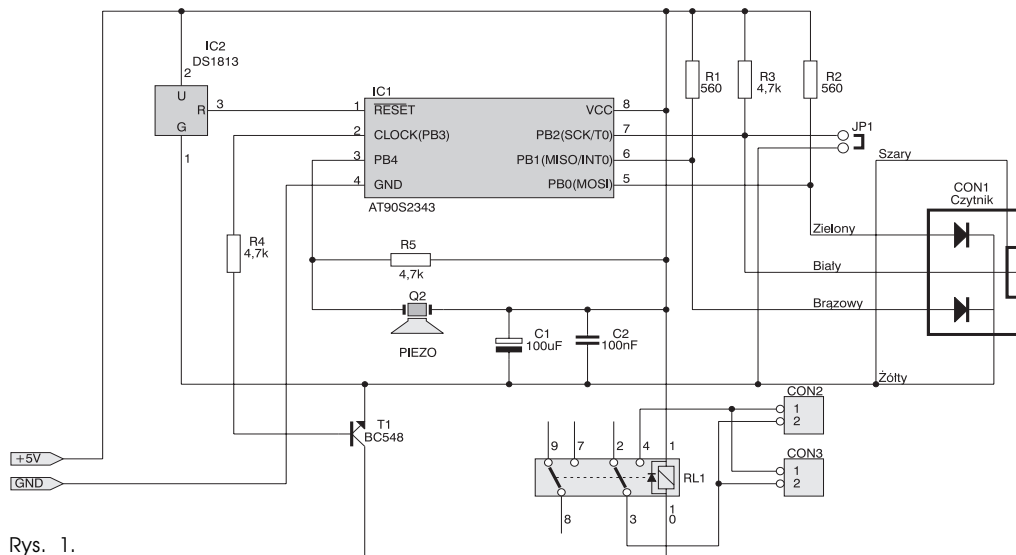 IC2
DS1813
2
U
R
3
G
1
IC1
1 RESET
2 CLOCK(PB3)
3 PB4
4 GND
VCC 8
PB2(SCK/T0) 7
PB1(MISO/INT0) 6
PB0(MOSI) 5
AT90S2343
R1
560
R3
4,7k
R2
560
JP1
Szary
CON1
Czytnik
Zielony
Biały
Brązowy
Żółty
R4
4,7k
R5
4,7k
Q2
PIEZO
C1
100uF
C2
100nF
T1
BC548
+5V
GND
9 7 2 4 1
RL1
8 3 1
0
CON2
1
2
CON3
1
2
Rys. 1.